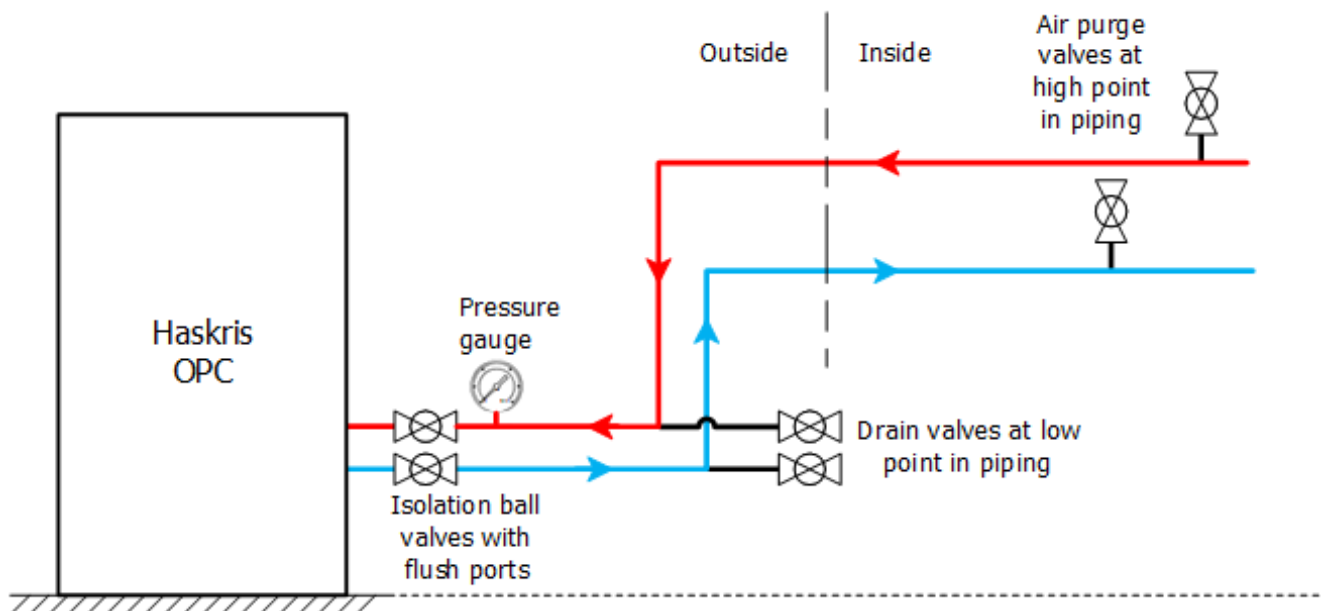 Outside
Inside
Air purge
valves at
high point
in piping
Haskris
OPC
Pressure
gauge
Drain valves at low
point in piping
Isolation ball
valves with
flush ports